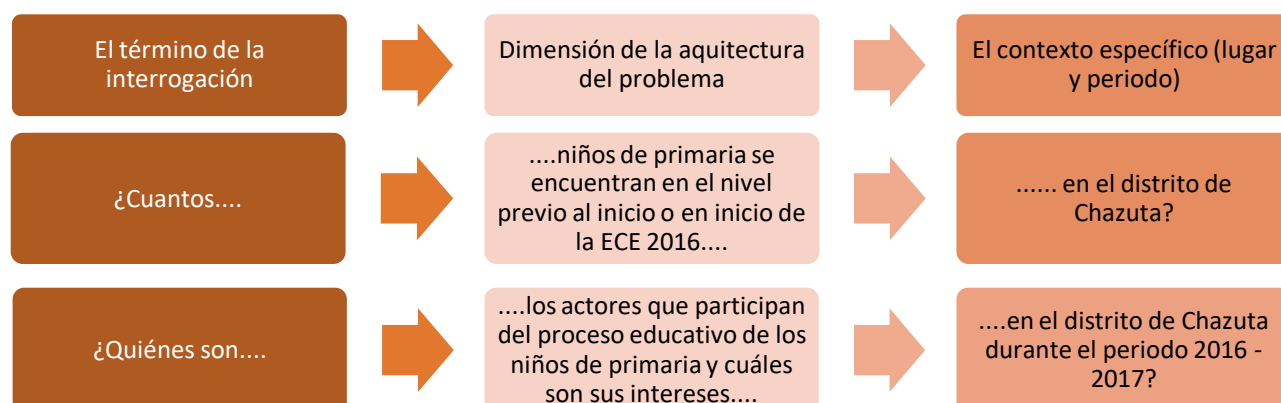 El término de la
interrogación
Dimensión de la aquitectura
del problema
El contexto específico (lugar
y periodo)
¿Cuantos....
....niños de primaria se
encuentran en el nivel
previo al inicio o en inicio de
la ECE 2016....
...... en el distrito de
Chazuta?
¿Quiénes son....
....los actores que participan
del proceso educativo de los
niños de primaria y cuáles
son sus intereses....
....en el distrito de Chazuta
durante el periodo 2016 -
2017?